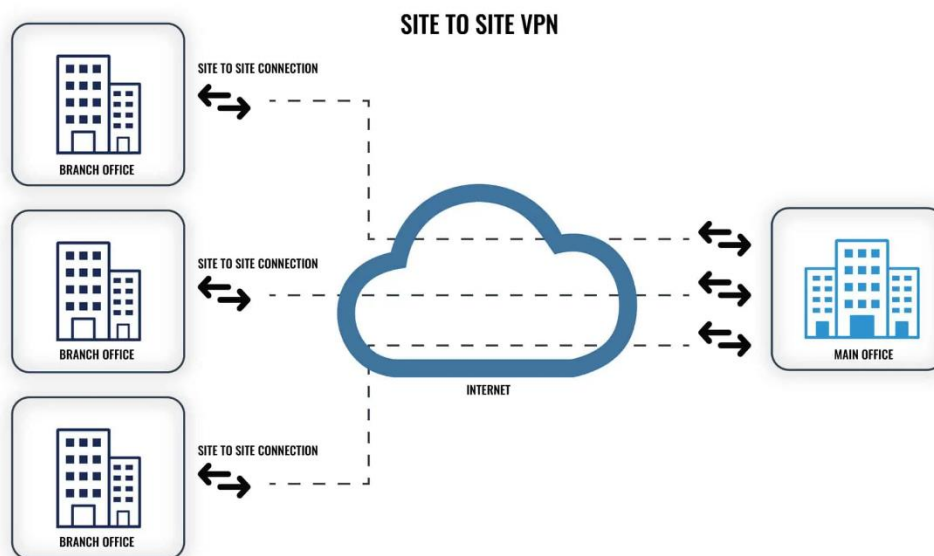 SITE TO SITE VPN
SITE TO SITE CONNECTION
BRANCH OFFICE
SITE TO SITE CONNECTION
BRANCH OFFICE
MAIN OFFICE
INTERNET
SITE TO SITE CONNECTION
BRANCH OFFICE